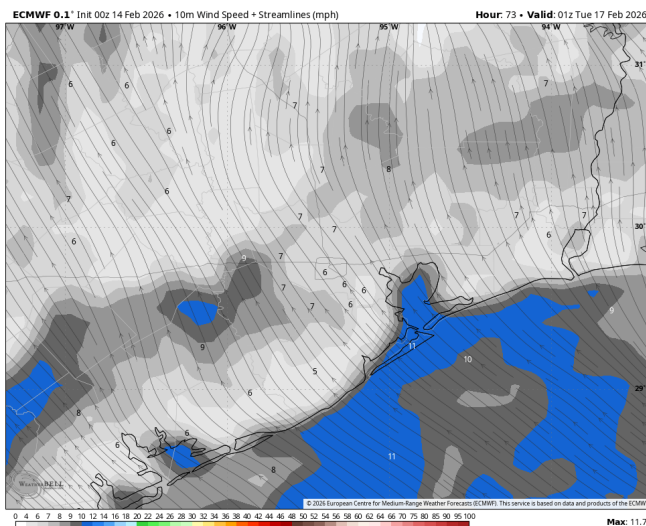 ECMWF 0.1° Init 00z 14 Feb 2026 • 10m Wind Speed + Streamlines (mph)
Hour: 73 • Valid: 01z Tue 17 Feb 2026
97°W 96°W 95°W 94°W
31°
6 6 7 7
6 6
8
7 6 7
7 7 6 7 7 6
30°
7 9 6 6 7 6
7 6
9 9
11 10
5
29°
6
8
6 6
8 11
WeatherBELL
© 2026 European Centre for Medium-Range Weather Forecasts (ECMWF). This service is based on data and products of the ECMW
0 4 6 7 8 9 10 12 14 16 18 20 22 24 26 28 30 32 34 36 38 40 42 44 46 48 50 52 54 56 58 60 62 64 66 70 75 80 85 90 95 100
Max: 11.7